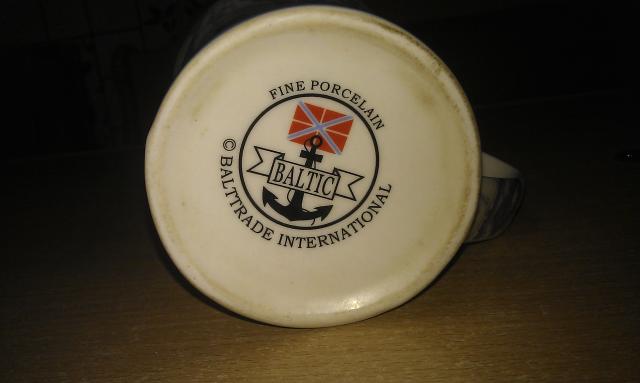 FINE PORCELAIN
BALTIC
© BALTTRADE INTERNATIONAL